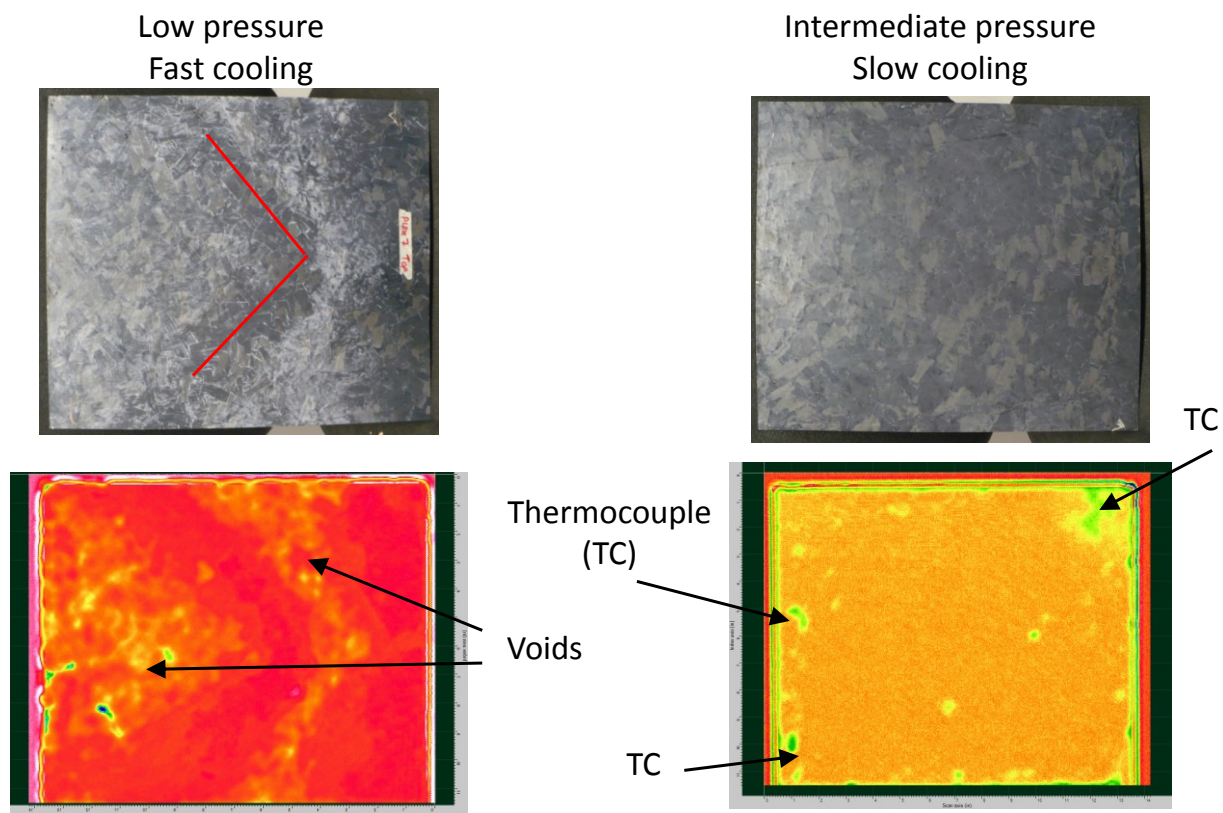 Low pressure
Fast cooling
Intermediate pressure
Slow cooling
TC
Thermocouple
(TC)
Voids
TC